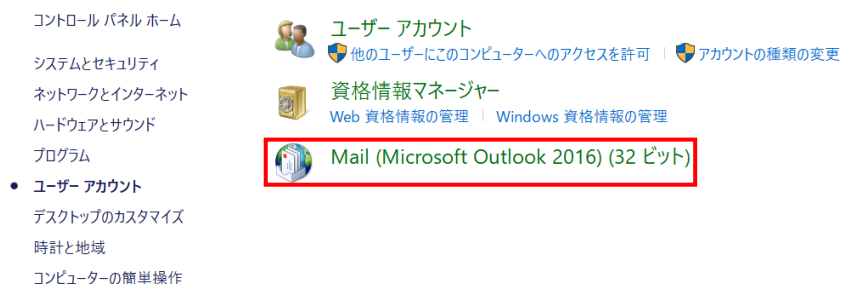 コントロール パネル ホーム
システムとセキュリティ
ネットワークとインターネット
ハードウェアとサウンド
プログラム
ユーザー アカウント
デスクトップのカスタマイズ
時計と地域
コンピューターの簡単操作
ユーザー アカウント
他のユーザーにこのコンピューターへのアクセスを許可 | アカウントの種類の変更
資格情報マネージャー
Web 資格情報の管理 | Windows 資格情報の管理
Mail (Microsoft Outlook 2016) (32 ビット)